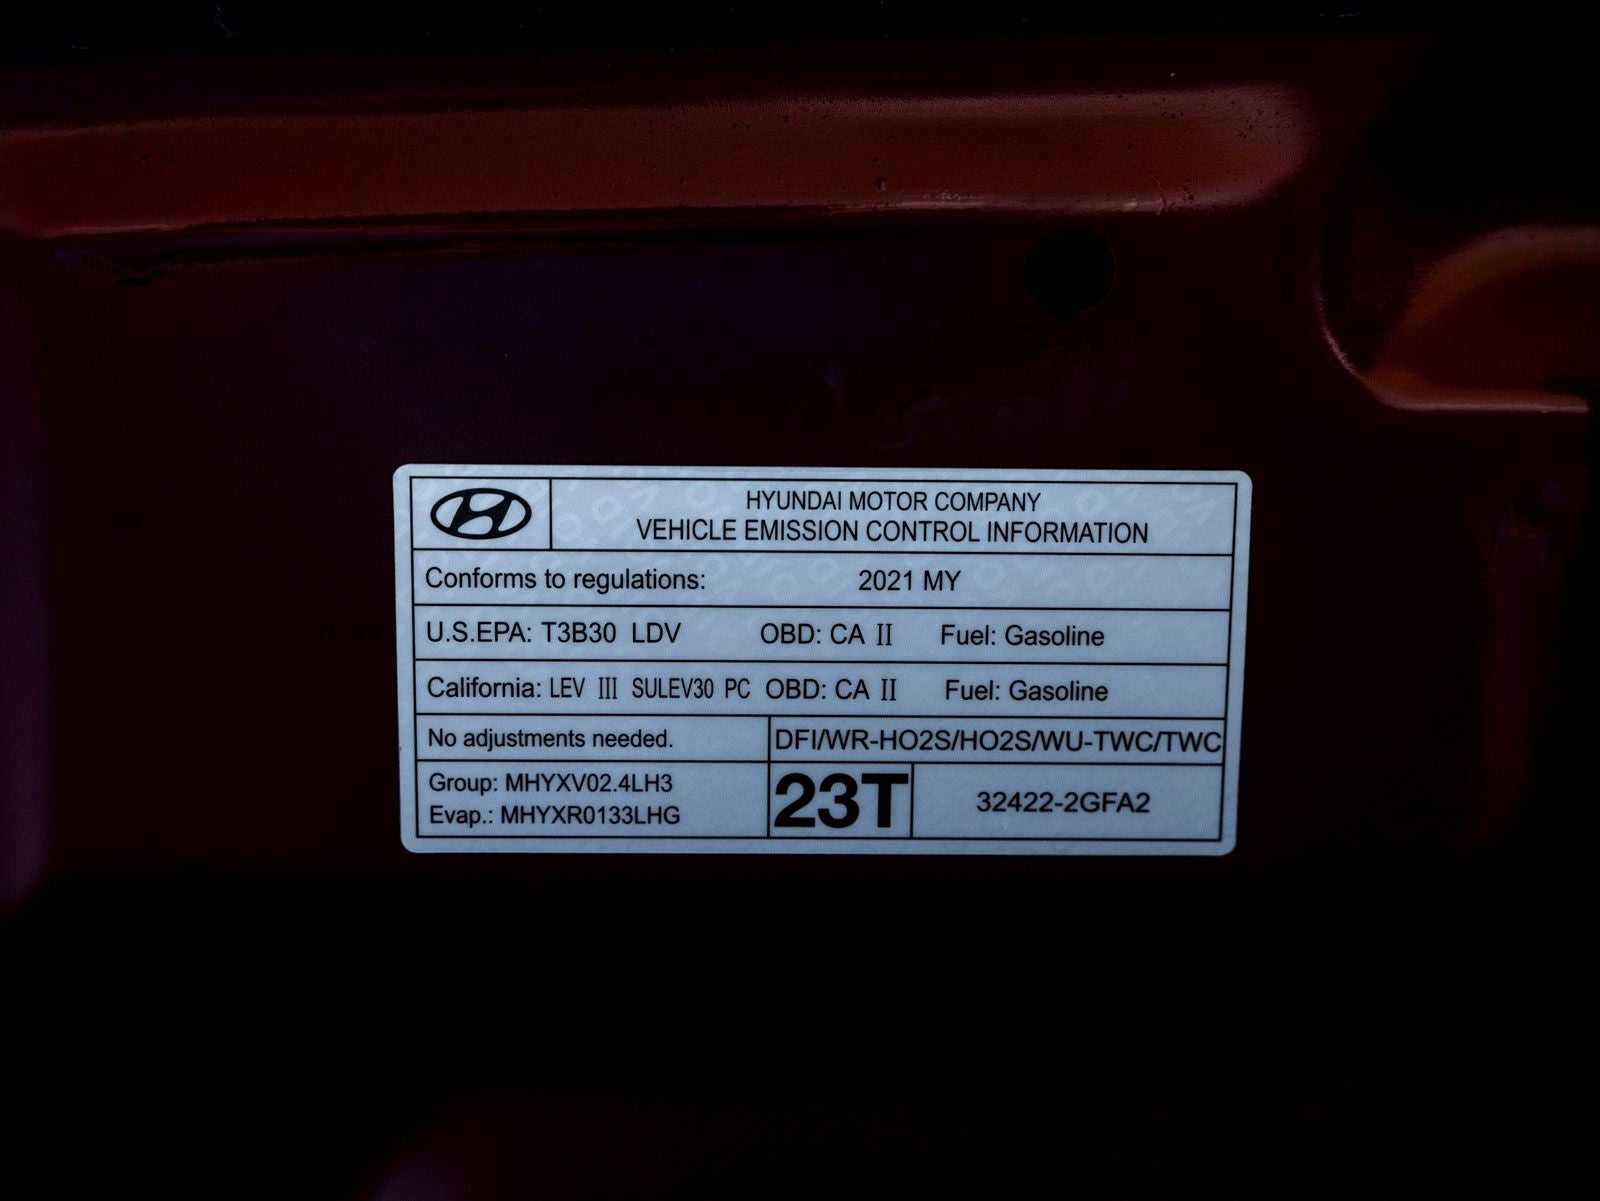 HYUNDAI MOTOR COMPANY
VEHICLE EMISSION CONTROL INFORMATION
Conforms to regulations: 2021 MY
U.S.EPA: T3B30 LDV OBD: CA II Fuel: Gasoline
California: LEV III SULEV30 PC OBD: CA II Fuel: Gasoline
No adjustments needed. DFI/WR-HO2S/HO2S/WU-TWC/TWC
Group: MHYXV02.4LH3
Evap.: MHYXR0133LHG
23T
32422-2GFA2